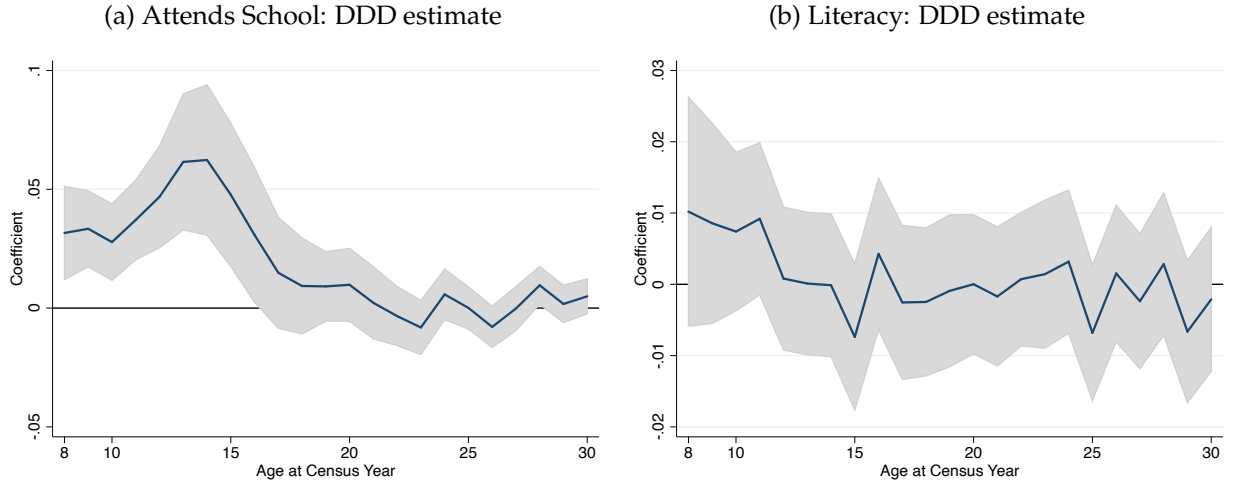 (a) Attends School: DDD estimate
.1
.05
0
-.05
Coefficient
8 10 15 20 25 30
Age at Census Year
(b) Literacy: DDD estimate
.03
.02
.01
0
-.01
-.02
Coefficient
8 10 15 20 25 30
Age at Census Year